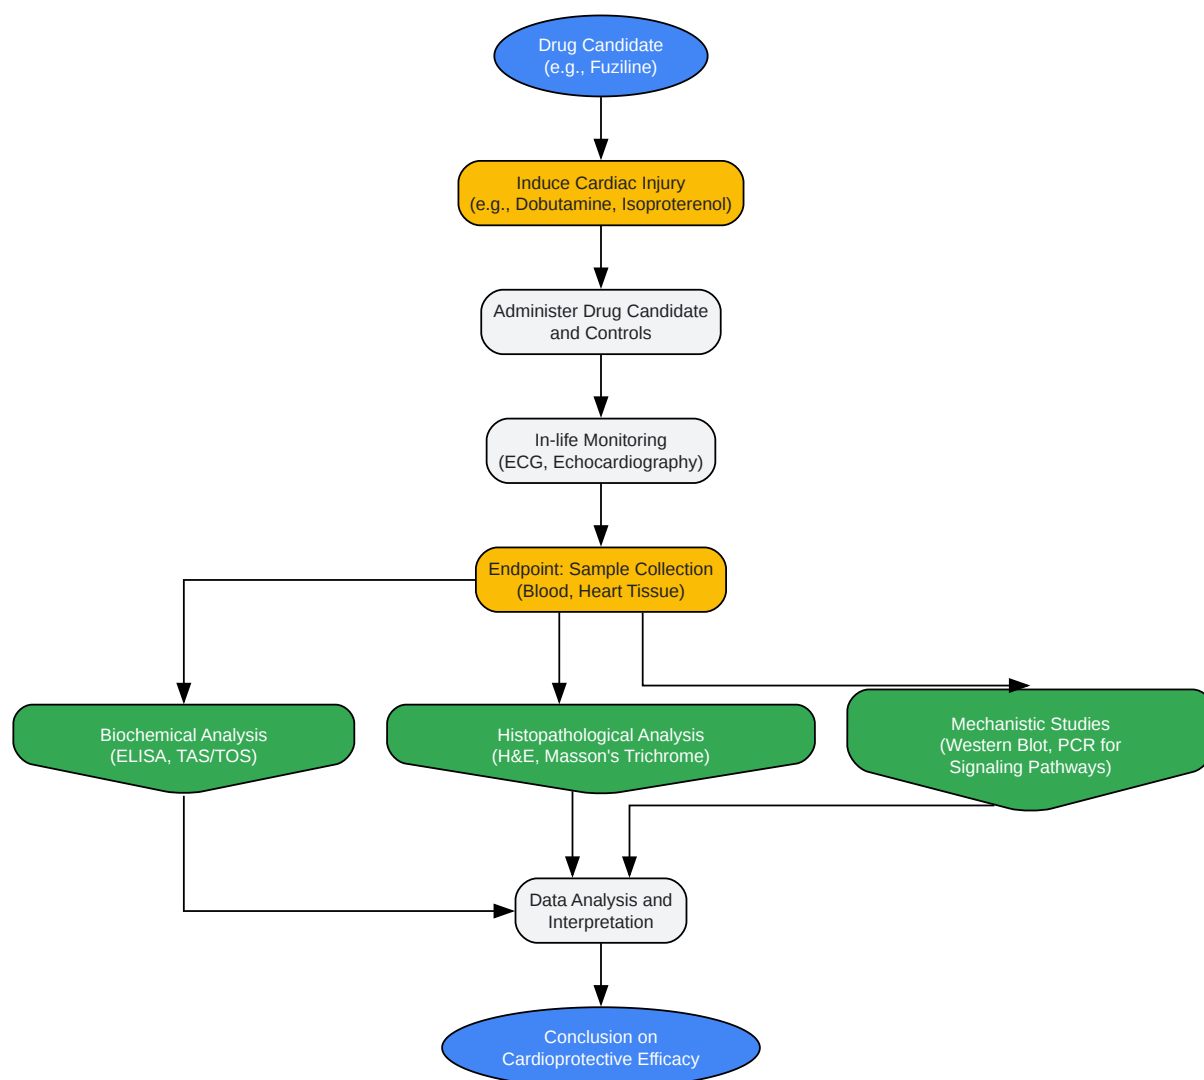 Drug Candidate
(e.g., Fuziline)
Induce Cardiac Injury
(e.g., Dobutamine, Isoproterenol)
Administer Drug Candidate
and Controls
In-life Monitoring
(ECG, Echocardiography)
Endpoint: Sample Collection
(Blood, Heart Tissue)
Biochemical Analysis
(ELISA, TAS/TOS)
Histopathological Analysis
(H&E, Masson's Trichrome)
Mechanistic Studies
(Western Blot, PCR for
Signaling Pathways)
Data Analysis and
Interpretation
Conclusion on
Cardioprotective Efficacy